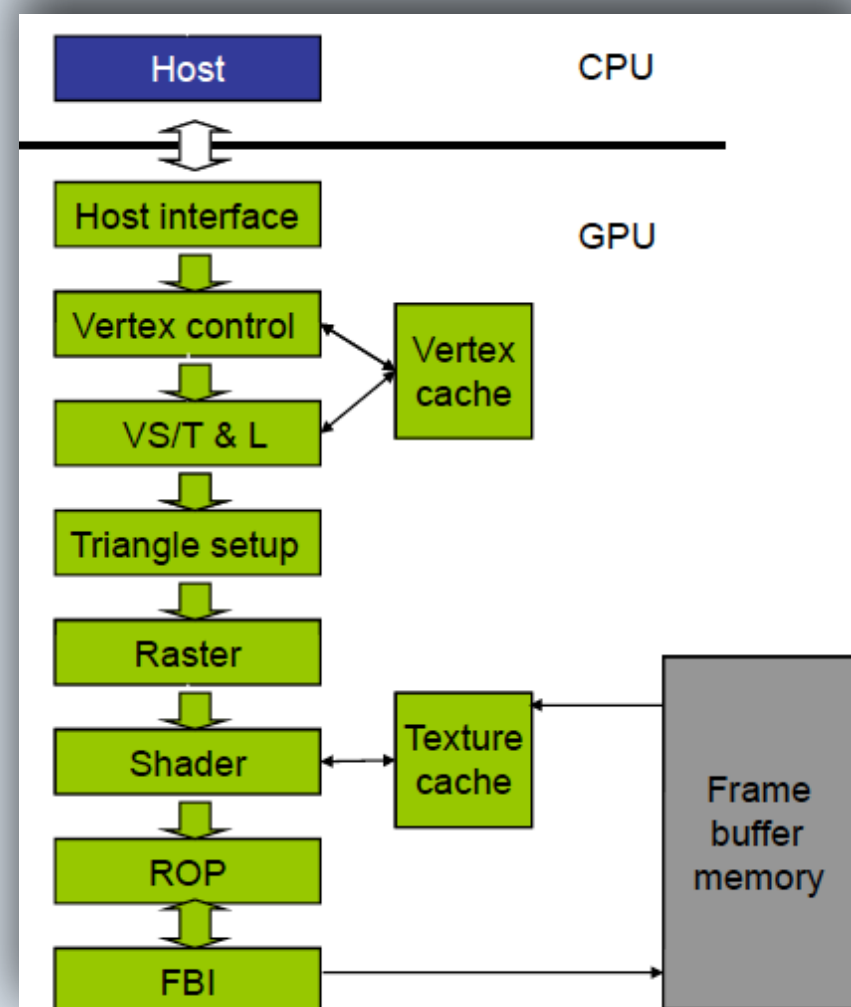 Host
CPU
Host interface
GPU
Vertex control
Vertex
cache
VS/T & L
Triangle setup
Raster
Shader
Texture
cache
Frame
buffer
memory
ROP
FBI